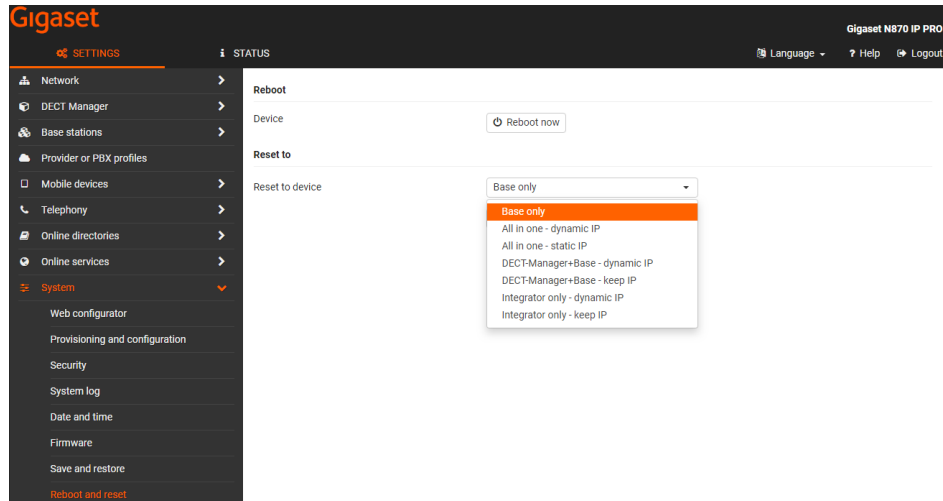 Gigaset
Gigaset N870 IP PRO
SETTINGS
STATUS
Language
? Help
Logout
Network
DECT Manager
Base stations
Provider or PBX profiles
Mobile devices
Telephony
Online directories
Online services
System
Web configurator
Provisioning and configuration
Security
System log
Date and time
Firmware
Save and restore
Reboot and reset
Reboot
Device
Reboot now
Reset to
Reset to device
Base only
Base only
All in one - dynamic IP
All in one - static IP
DECT-Manager+Base - dynamic IP
DECT-Manager+Base - keep IP
Integrator only - dynamic IP
Integrator only - keep IP